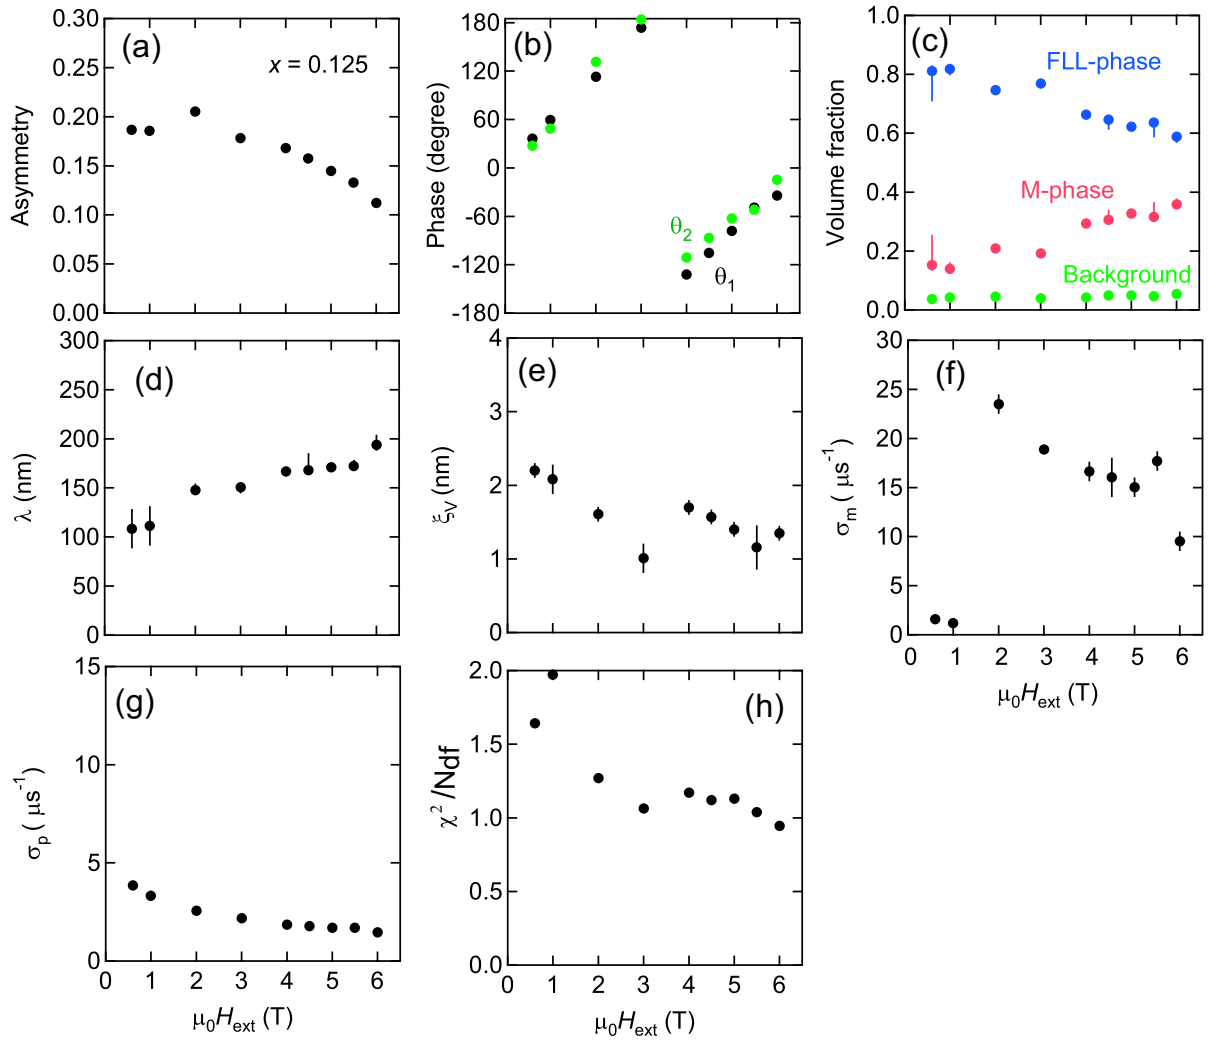 (a)
x = 0.125
Asymmetry
0.30
0.25
0.20
0.15
0.10
0.05
0.00
(b)
Phase (degree)
180
120
60
0
-60
-120
-180
θ2
θ1
(c)
Volume fraction
1.0
0.8
0.6
0.4
0.2
0.0
FLL-phase
M-phase
Background
(d)
λ (nm)
300
250
200
150
100
50
0
(e)
ξV (nm)
4
3
2
1
0
(f)
σm ( μs-1)
30
25
20
15
10
5
0
0 1 2 3 4 5 6
μ0Hext (T)
(g)
σp ( μs-1)
15
10
5
0
0 1 2 3 4 5 6
μ0Hext (T)
(h)
χ2/Ndf
2.0
1.5
1.0
0.5
0.0
0 1 2 3 4 5 6
μ0Hext (T)